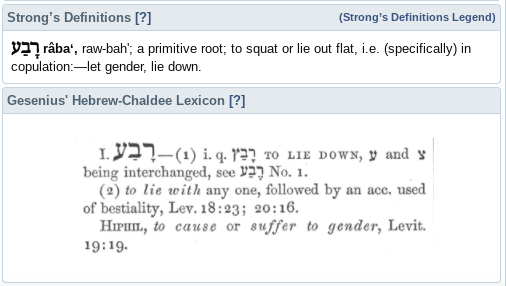 Strong's Definitions [?] (Strong's Definitions Legend)
רָבַע râbaʻ, raw-bah'; a primitive root; to squat or lie out flat, i.e. (specifically) in
copulation:—let gender, lie down.
Gesenius' Hebrew-Chaldee Lexicon [?]
I. רָבַע—(1) i. q. רָבַץ TO LIE DOWN, ע and צ
being interchanged, see רֶבַע No. 1.
(2) to lie with any one, followed by an acc. used
of bestiality, Lev. 18:23; 20:16.
HIPHIL, to cause or suffer to gender, Levit.
19:19.